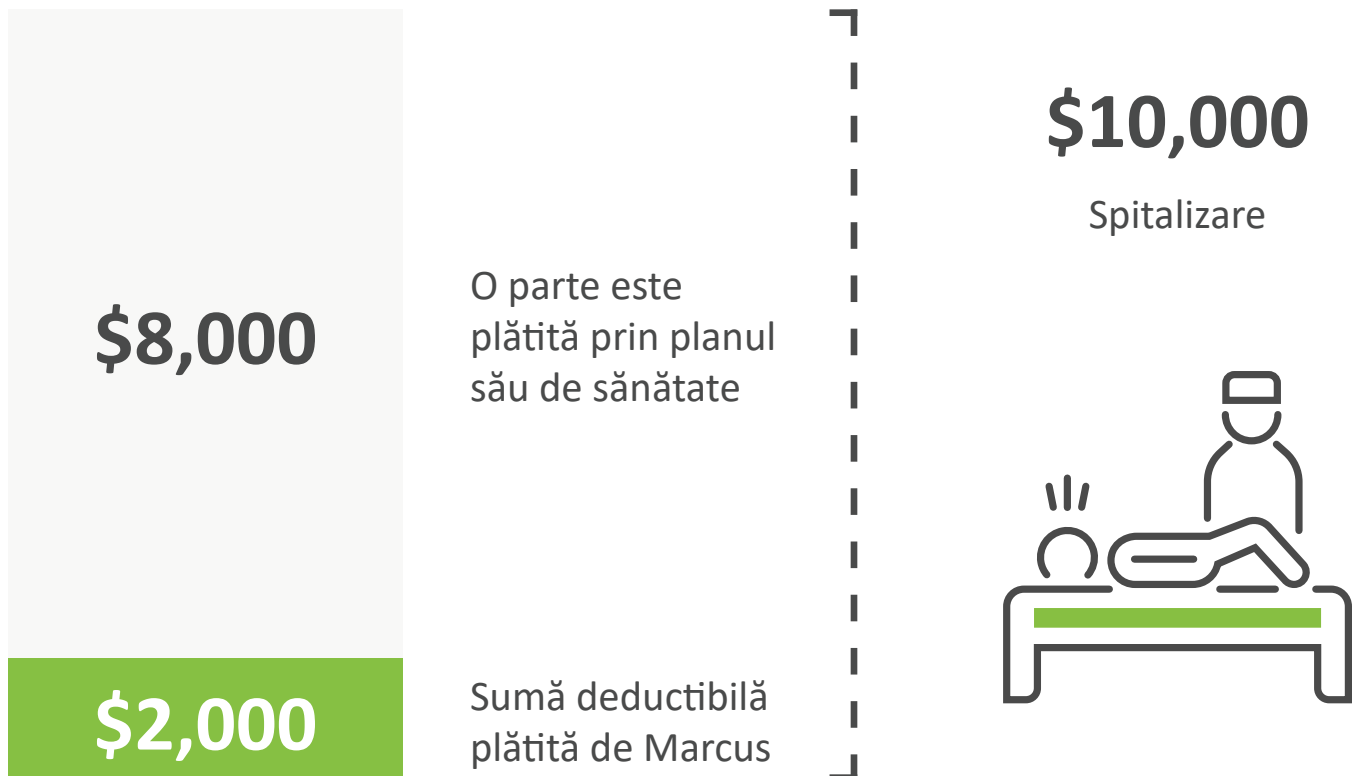 $10,000
Spitalizare
$8,000
O parte este
plătită prin planul
său de sănătate
$2,000
Sumă deductibilă
plătită de Marcus